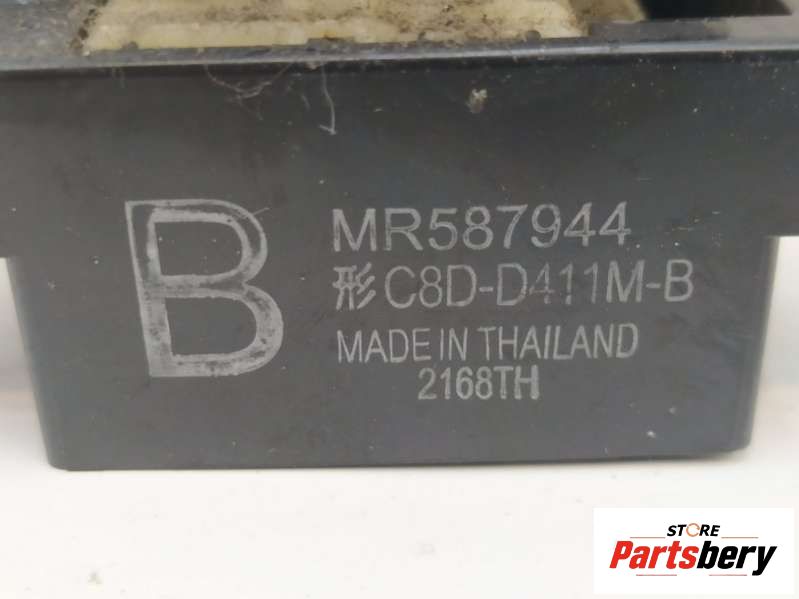 B
MR587944
形C8D-D411M-B
MADE IN THAILAND
2168TH
STORE
Partsbery